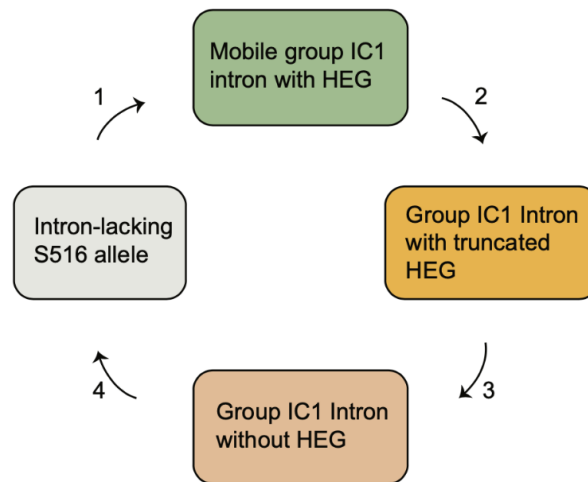 Mobile group IC1
intron with HEG
1
2
Intron-lacking
S516 allele
Group IC1 Intron
with truncated
HEG
4
3
Group IC1 Intron
without HEG